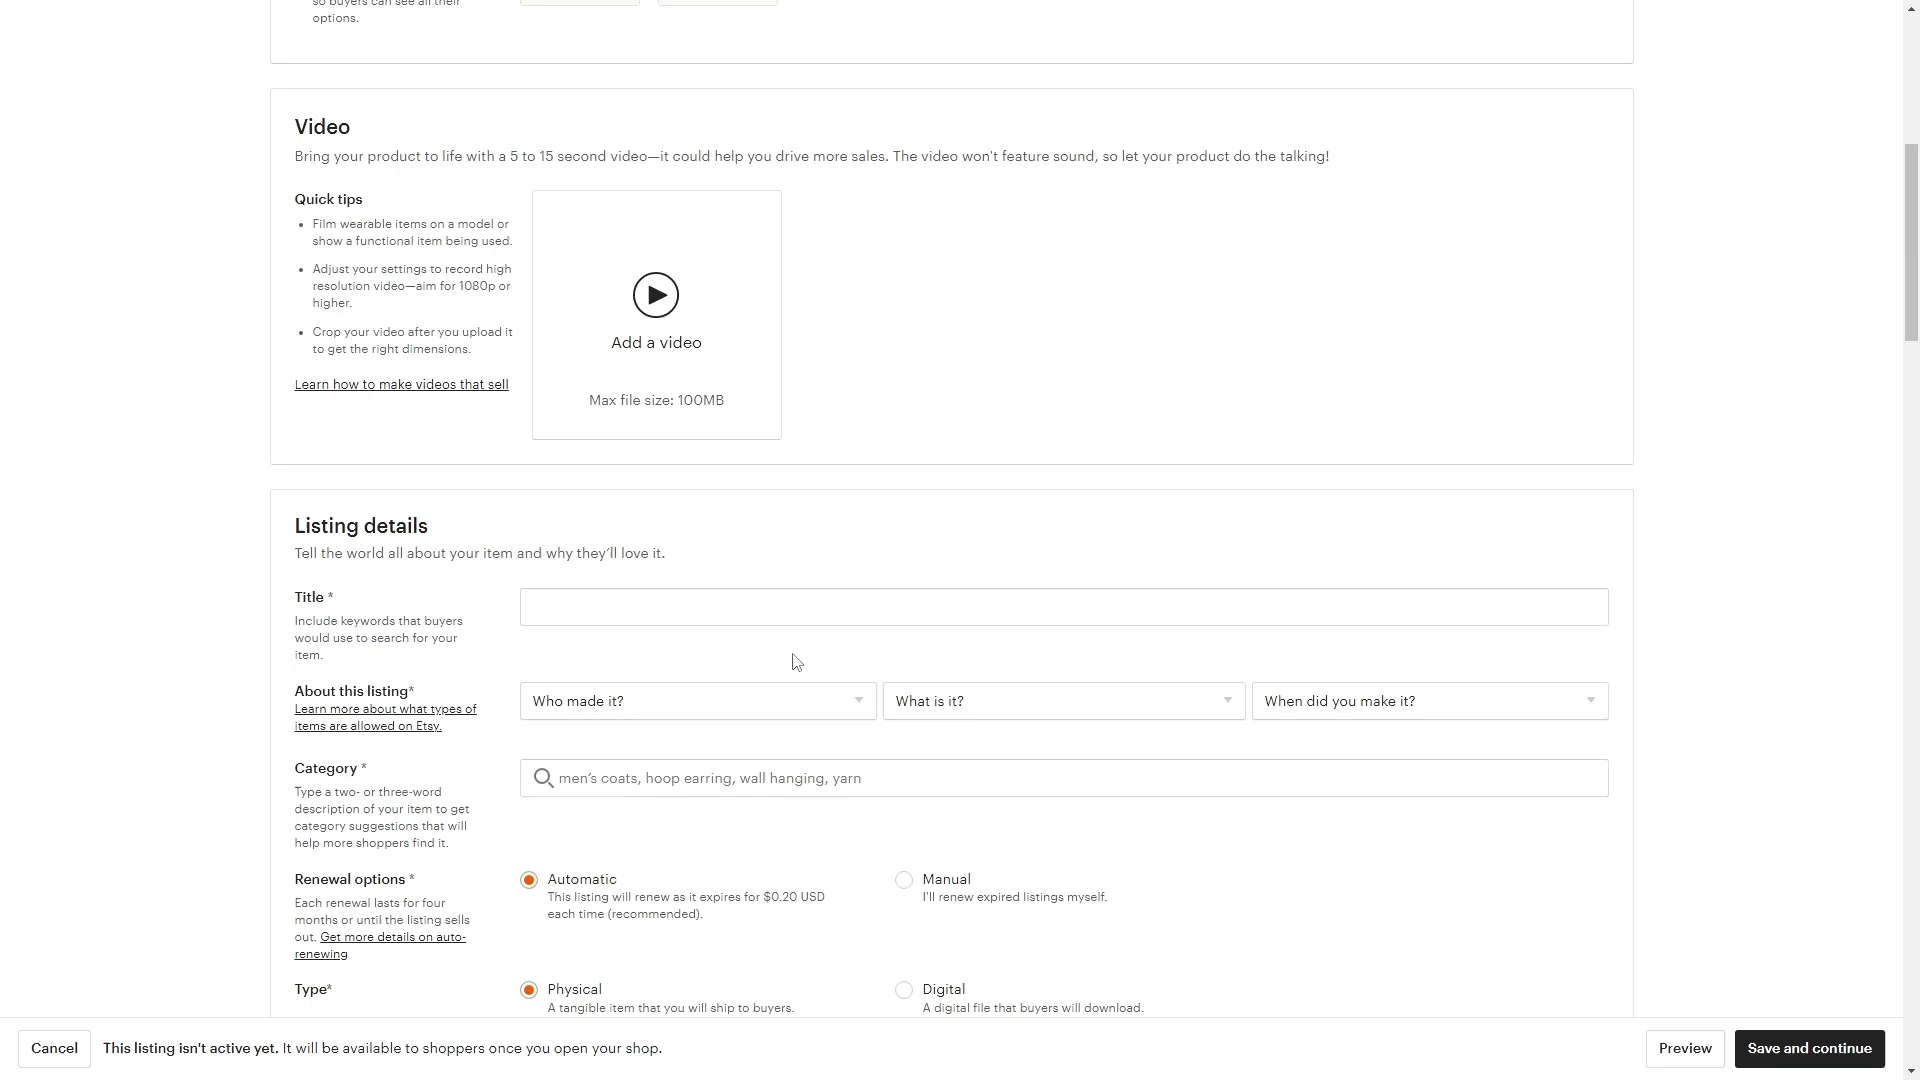 so buyers can see all their
options.
Video
Bring your product to life with a 5 to 15 second video—it could help you drive more sales. The video won't feature sound, so let your product do the talking!
Quick tips
Film wearable items on a model or
show a functional item being used.
Adjust your settings to record high
resolution video—aim for 1080p or
higher.
Crop your video after you upload it
to get the right dimensions.
Learn how to make videos that sell
Add a video
Max file size: 100MB
Listing details
Tell the world all about your item and why they’ll love it.
Title *
Include keywords that buyers
would use to search for your
item.
About this listing*
Learn more about what types of
items are allowed on Etsy.
Who made it?
What is it?
When did you make it?
Category *
Type a two- or three-word
description of your item to get
category suggestions that will
help more shoppers find it.
men’s coats, hoop earring, wall hanging, yarn
Renewal options *
Each renewal lasts for four
months or until the listing sells
out. Get more details on auto-
renewing
Automatic
This listing will renew as it expires for $0.20 USD
each time (recommended).
Manual
I'll renew expired listings myself.
Type*
Physical
A tangible item that you will ship to buyers.
Digital
A digital file that buyers will download.
Cancel
This listing isn't active yet. It will be available to shoppers once you open your shop.
Preview
Save and continue